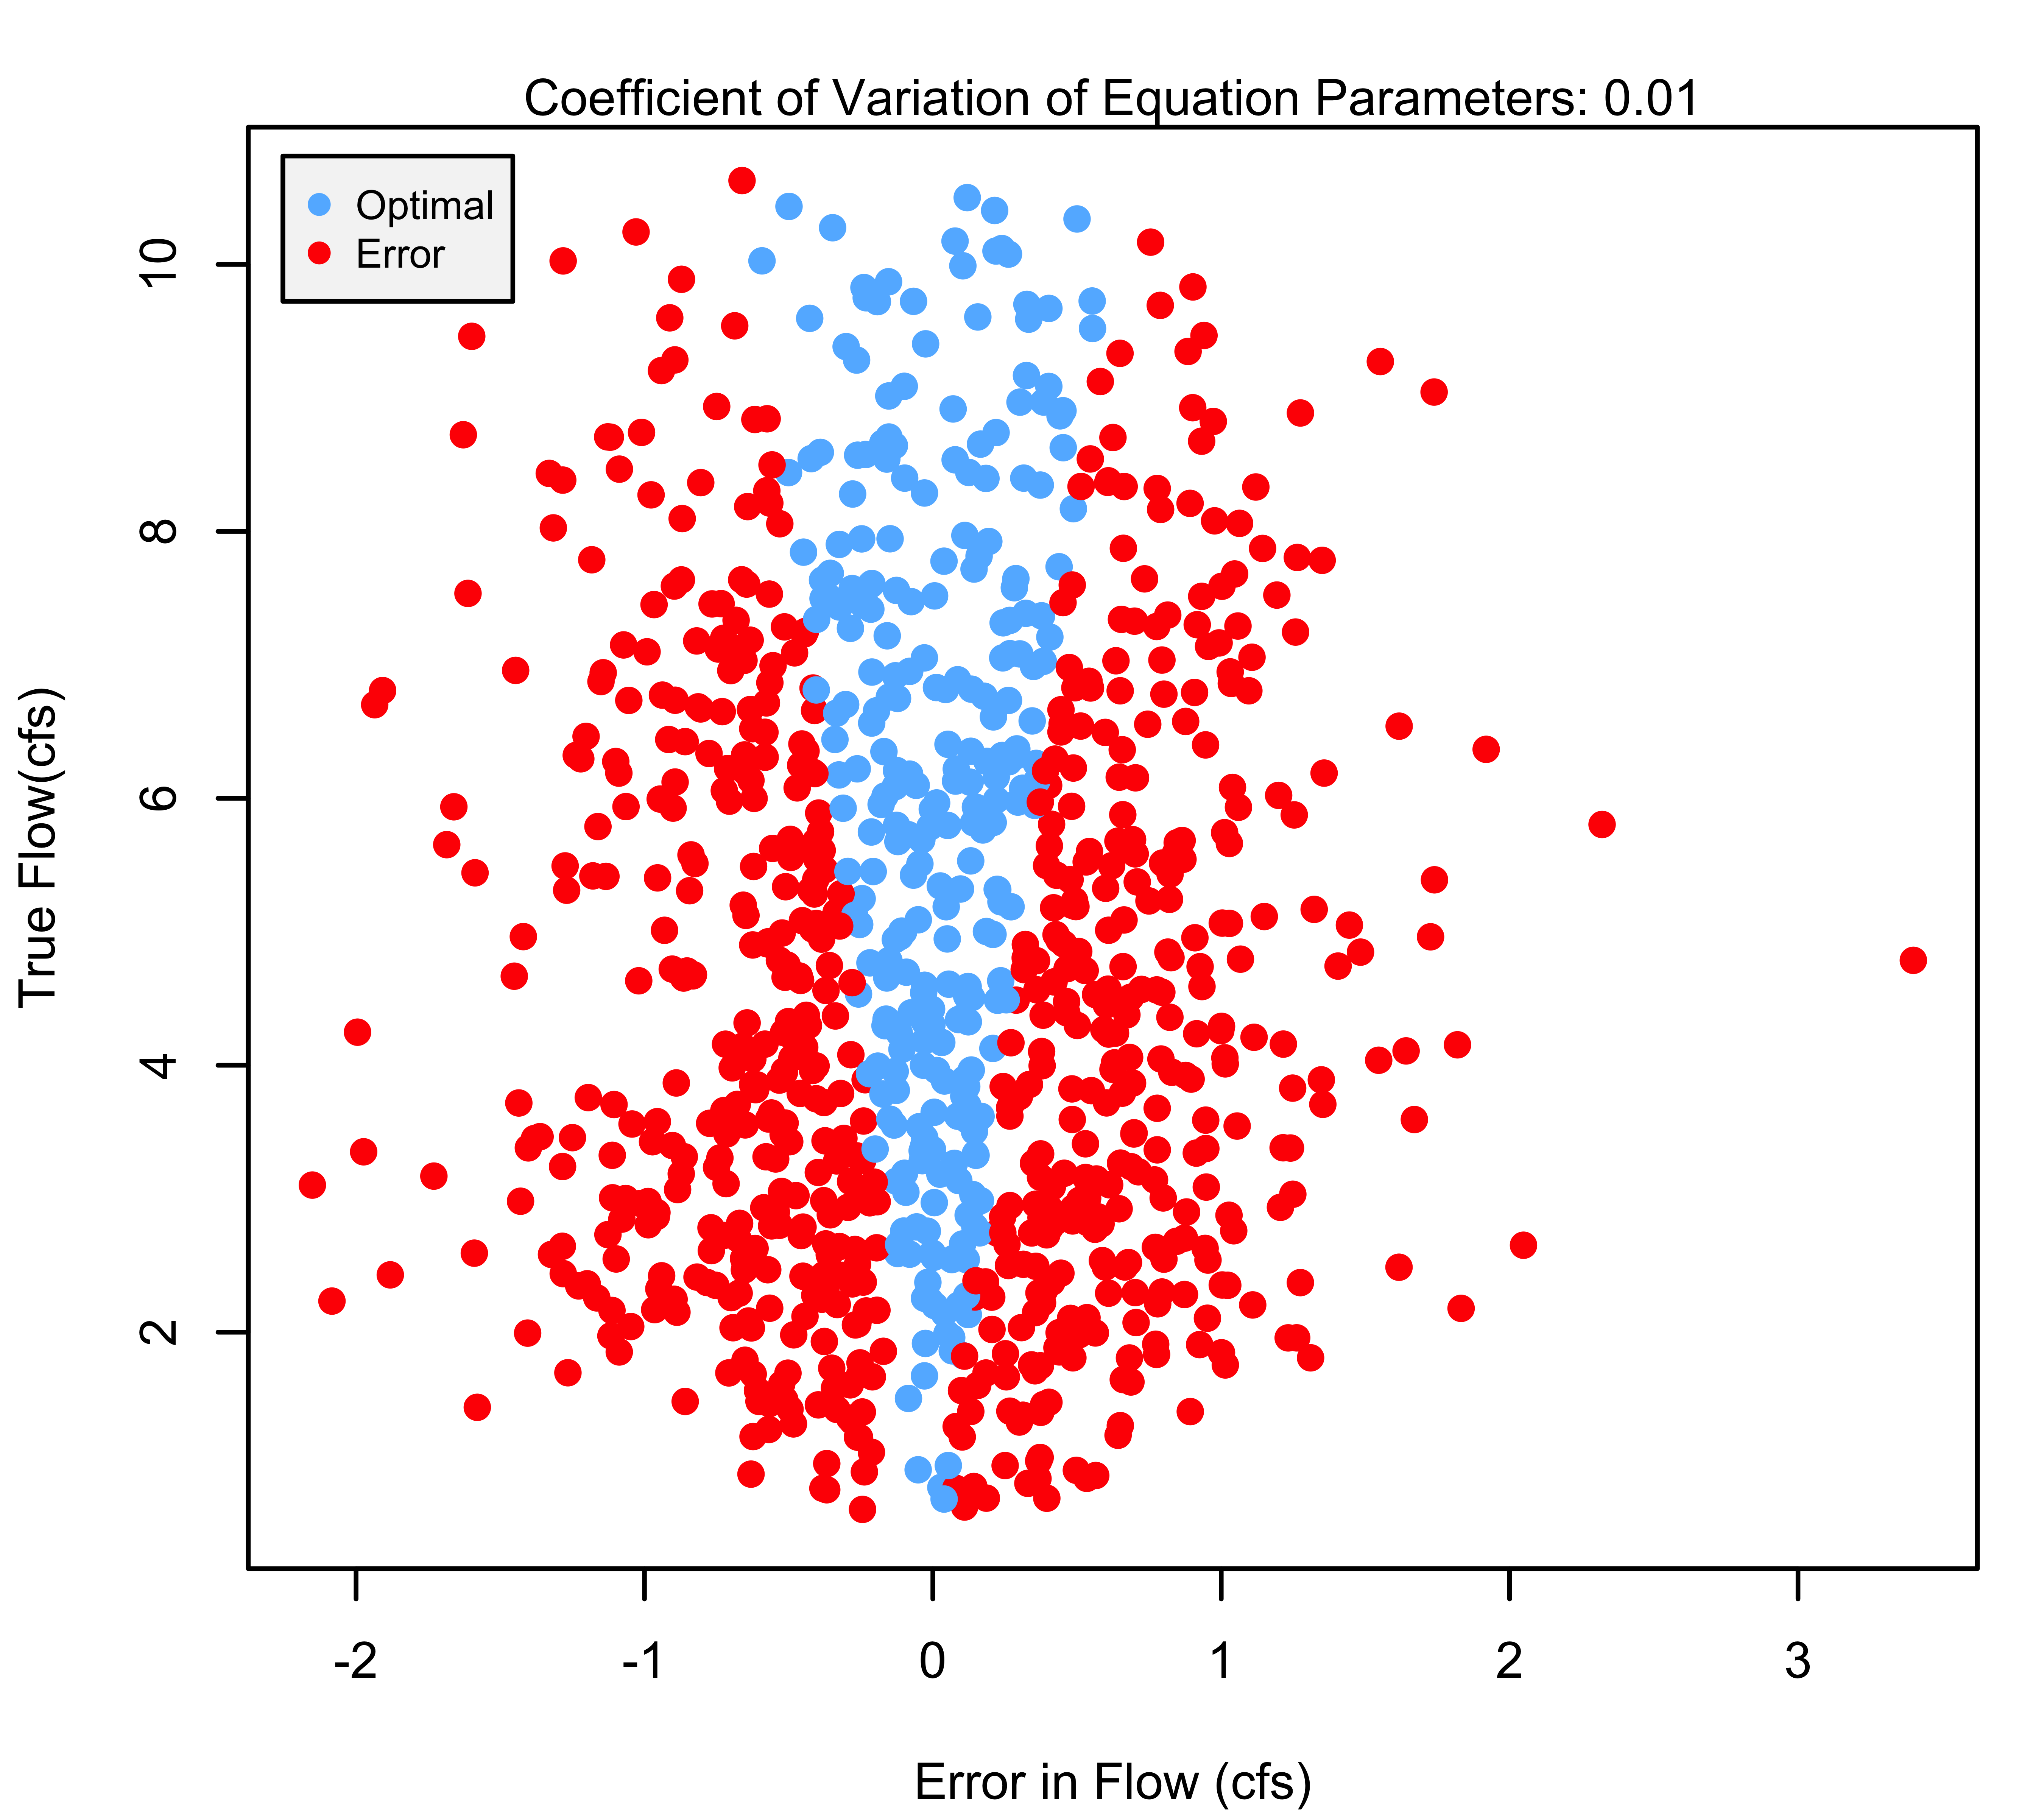 Coefficient of Variation of Equation Parameters: 0.01
Optimal
Error
True Flow(cfs)
10
8
6
4
2
-2 -1 0 1 2 3
Error in Flow (cfs)